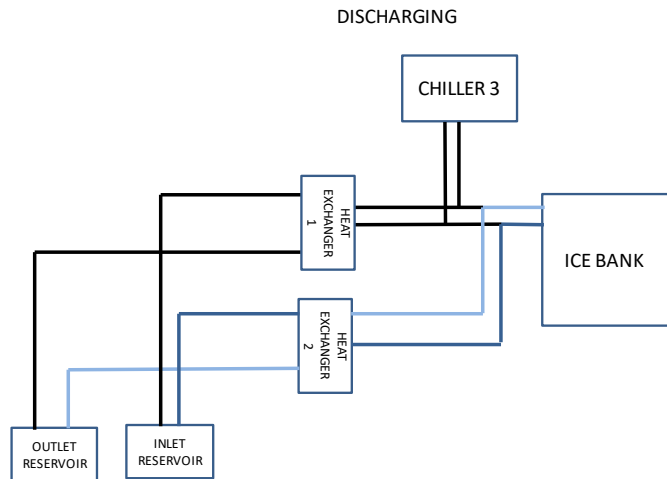 DISCHARGING
CHILLER 3
HEAT
EXCHANGER
1
ICE BANK
HEAT
EXCHANGER
2
OUTLET
RESERVOIR
INLET
RESERVOIR